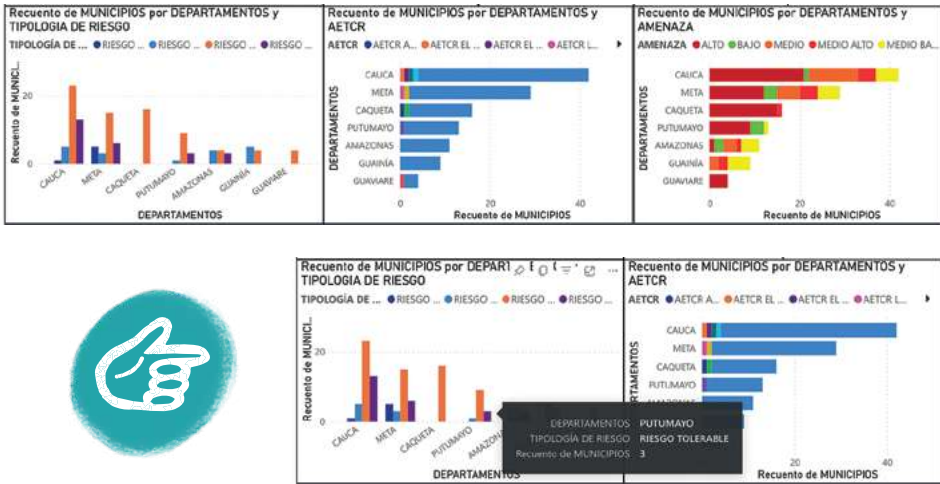 Recuento de MUNICIPIOS por DEPARTAMENTOS y
TIPOLOGIA DE RIESGO
TIPOLOGÍA DE ... RIESGO ... RIESGO ... RIESGO ... RIESGO ...
Recuento de MUNICI...
20
0
CAUCA
META
CAQUETA
PUTUMAYO
AMAZONAS
GUAINÍA
GUAVIARE
DEPARTAMENTOS
Recuento de MUNICIPIOS por DEPARTAMENTOS y
AETCR
AETCR AETCR A... AETCR EL ... AETCR EL ... AETCR L...
DEPARTAMENTOS
CAUCA
META
CAQUETA
PUTUMAYO
AMAZONAS
GUAINÍA
GUAVIARE
0 20 40
Recuento de MUNICIPIOS
Recuento de MUNICIPIOS por DEPARTAMENTOS y
AMENAZA
AMENAZA ALTO BAJO MEDIO MEDIO ALTO MEDIO BA...
DEPARTAMENTOS
CAUCA
META
CAQUETA
PUTUMAYO
AMAZONAS
GUAINÍA
GUAVIARE
0 20 40
Recuento de MUNICIPIOS
Recuento de MUNICIPIOS por DEPART
TIPOLOGIA DE RIESGO
TIPOLOGÍA DE ... RIESGO ... RIESGO ... RIESGO ... RIESGO ...
Recuento de MUNICI...
20
0
CAUCA
META
CAQUETA
PUTUMAYO
AMAZON
DEPARTAMENTOS
DEPARTAMENTOS PUTUMAYO
TIPOLOGÍA DE RIESGO RIESGO TOLERABLE
Recuento de MUNICIPIOS 3
Recuento de MUNICIPIOS por DEPARTAMENTOS y
AETCR
AETCR AETCR A... AETCR EL ... AETCR EL ... AETCR L...
CAUCA
META
CAQUETA
PUTUMAYO
20 40
Recuento de MUNICIPIOS